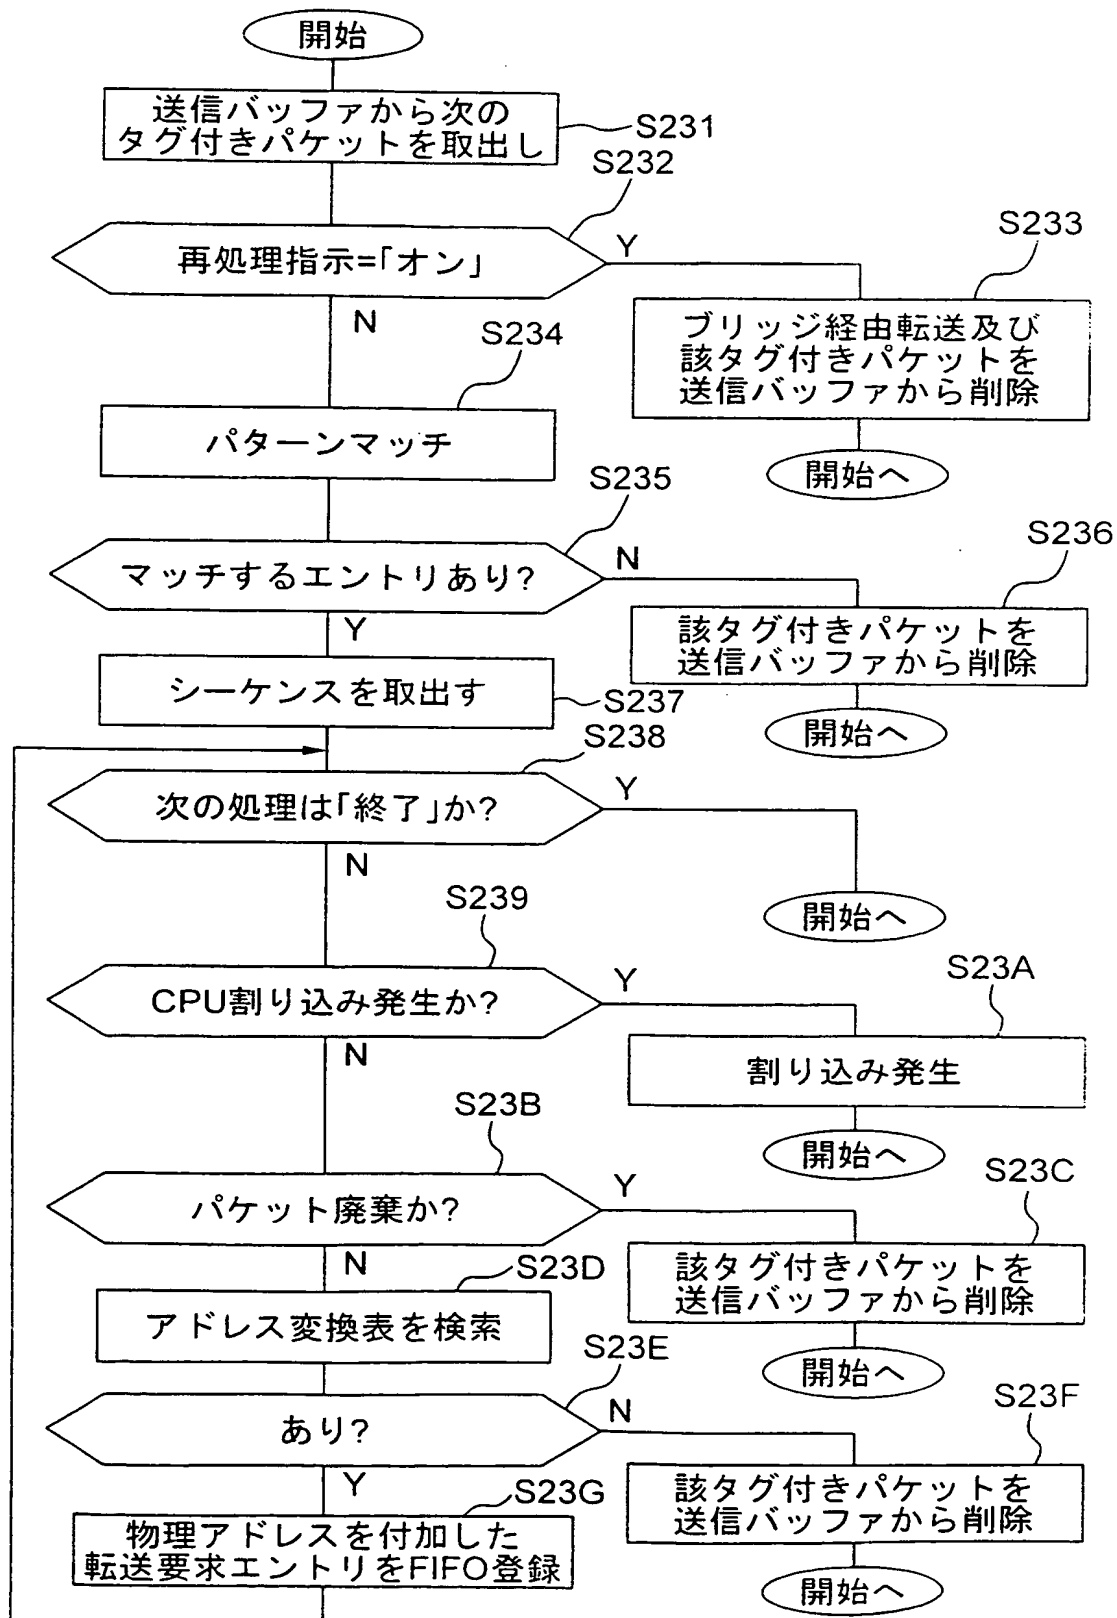 開始
送信バッファから次の
タグ付きパケットを取出し
S231
S232
再処理指示=｢オン｣
Y
N
S233
ブリッジ経由転送及び
該タグ付きパケットを
送信バッファから削除
開始へ
S234
パターンマッチ
S235
マッチするエントリあり?
N
Y
S236
該タグ付きパケットを
送信バッファから削除
開始へ
シーケンスを取出す
S237
S238
次の処理は｢終了｣か?
Y
N
開始へ
S239
CPU割り込み発生か?
Y
N
S23A
割り込み発生
開始へ
S23B
パケット廃棄か?
Y
N
S23C
該タグ付きパケットを
送信バッファから削除
開始へ
S23D
アドレス変換表を検索
S23E
あり?
N
Y
S23F
該タグ付きパケットを
送信バッファから削除
開始へ
S23G
物理アドレスを付加した
転送要求エントリをFIFO登録